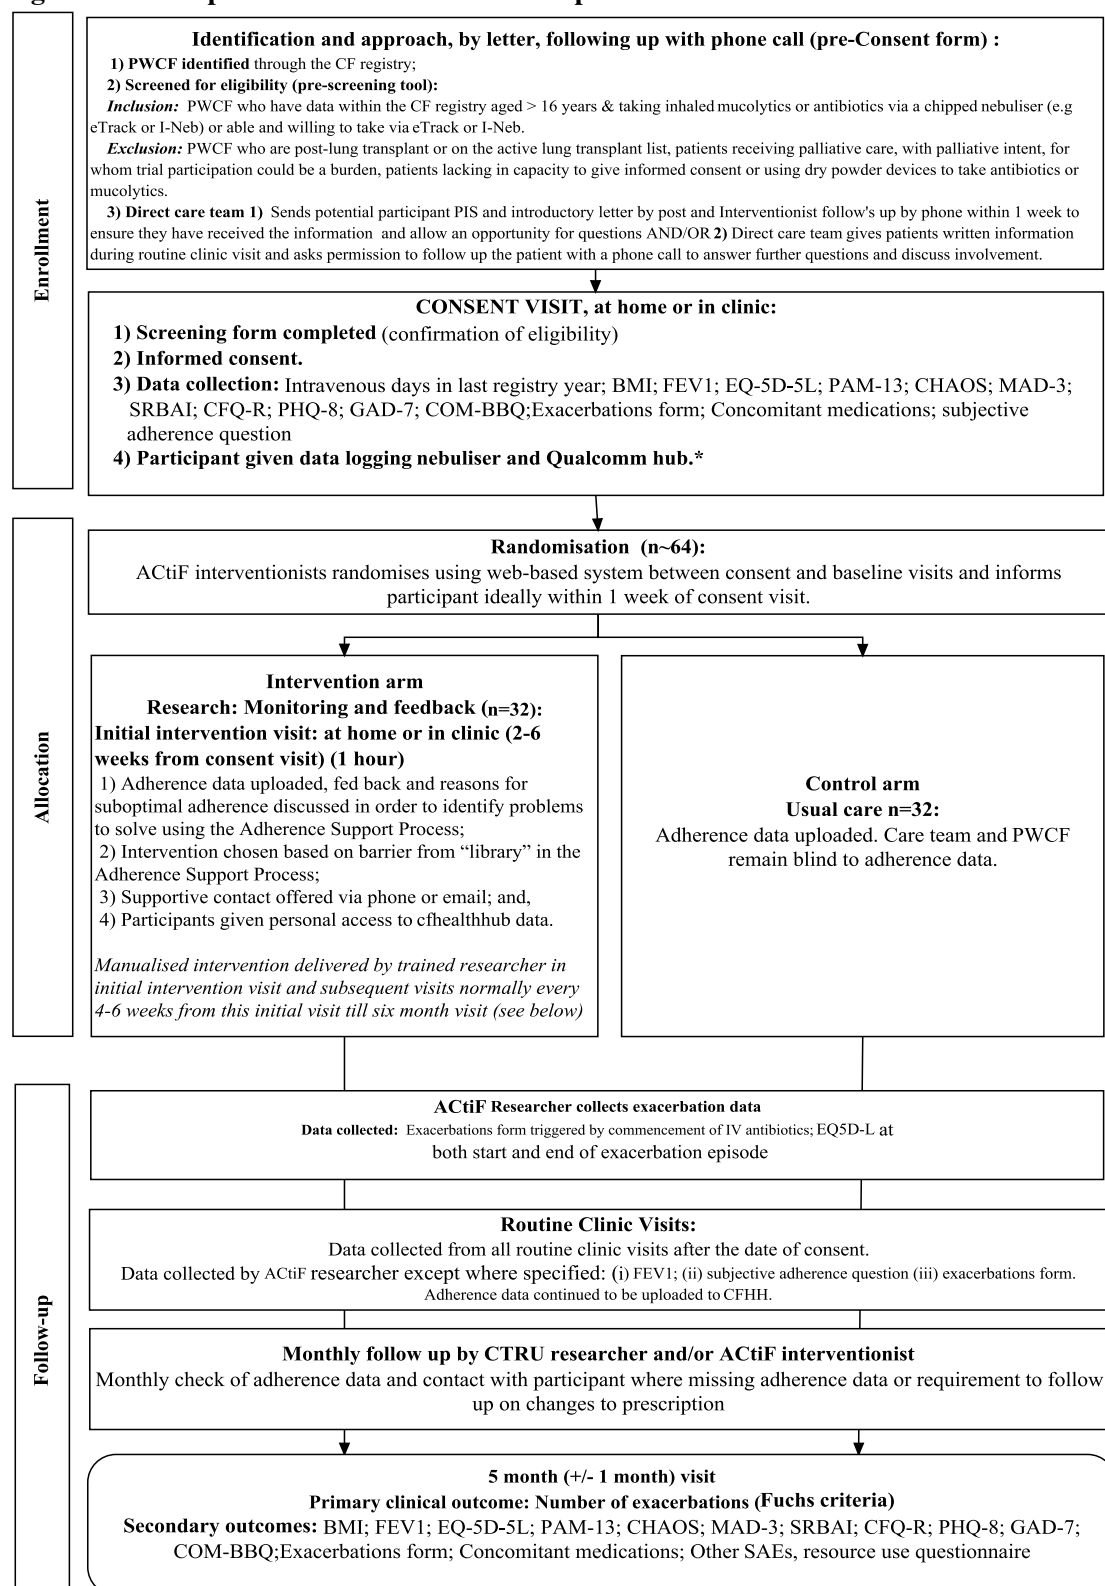 Enrollment
Identification and approach, by letter, following up with phone call (pre-Consent form) :
1) PWCF identified through the CF registry;
2) Screened for eligibility (pre-screening tool):
Inclusion: PWCF who have data within the CF registry aged > 16 years & taking inhaled mucolytics or antibiotics via a chipped nebuliser (e.g
eTrack or I-Neb) or able and willing to take via eTrack or I-Neb.
Exclusion: PWCF who are post-lung transplant or on the active lung transplant list, patients receiving palliative care, with palliative intent, for
whom trial participation could be a burden, patients lacking in capacity to give informed consent or using dry powder devices to take antibiotics or
mucolytics.
3) Direct care team 1) Sends potential participant PIS and introductory letter by post and Interventionist follow's up by phone within 1 week to
ensure they have received the information and allow an opportunity for questions AND/OR 2) Direct care team gives patients written information
during routine clinic visit and asks permission to follow up the patient with a phone call to answer further questions and discuss involvement.
CONSENT VISIT, at home or in clinic:
1) Screening form completed (confirmation of eligibility)
2) Informed consent.
3) Data collection: Intravenous days in last registry year; BMI; FEV1; EQ-5D-5L; PAM-13; CHAOS; MAD-3;
SRBAI; CFQ-R; PHQ-8; GAD-7; COM-BBQ;Exacerbations form; Concomitant medications; subjective
adherence question
4) Participant given data logging nebuliser and Qualcomm hub.*
Allocation
Randomisation (n~64):
ACtiF interventionists randomises using web-based system between consent and baseline visits and informs
participant ideally within 1 week of consent visit.
Intervention arm
Research: Monitoring and feedback (n=32):
Initial intervention visit: at home or in clinic (2-6
weeks from consent visit) (1 hour)
1) Adherence data uploaded, fed back and reasons for
suboptimal adherence discussed in order to identify problems
to solve using the Adherence Support Process;
2) Intervention chosen based on barrier from “library” in the
Adherence Support Process;
3) Supportive contact offered via phone or email; and,
4) Participants given personal access to cfhealthhub data.
Manualised intervention delivered by trained researcher in
initial intervention visit and subsequent visits normally every
4-6 weeks from this initial visit till six month visit (see below)
Control arm
Usual care n=32:
Adherence data uploaded. Care team and PWCF
remain blind to adherence data.
Follow-up
ACtiF Researcher collects exacerbation data
Data collected: Exacerbations form triggered by commencement of IV antibiotics; EQ5D-L at
both start and end of exacerbation episode
Routine Clinic Visits:
Data collected from all routine clinic visits after the date of consent.
Data collected by ACtiF researcher except where specified: (i) FEV1; (ii) subjective adherence question (iii) exacerbations form.
Adherence data continued to be uploaded to CFHH.
Monthly follow up by CTRU researcher and/or ACtiF interventionist
Monthly check of adherence data and contact with participant where missing adherence data or requirement to follow
up on changes to prescription
5 month (+/- 1 month) visit
Primary clinical outcome: Number of exacerbations (Fuchs criteria)
Secondary outcomes: BMI; FEV1; EQ-5D-5L; PAM-13; CHAOS; MAD-3; SRBAI; CFQ-R; PHQ-8; GAD-7;
COM-BBQ;Exacerbations form; Concomitant medications; Other SAEs, resource use questionnaire